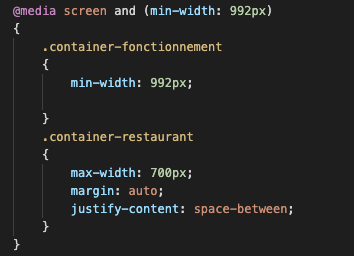 @media screen and (min-width: 992px)
{
    .container-fonctionnement
    {
        min-width: 992px;

    }
    .container-restaurant
    {
        max-width: 700px;
        margin: auto;
        justify-content: space-between;
    }
}